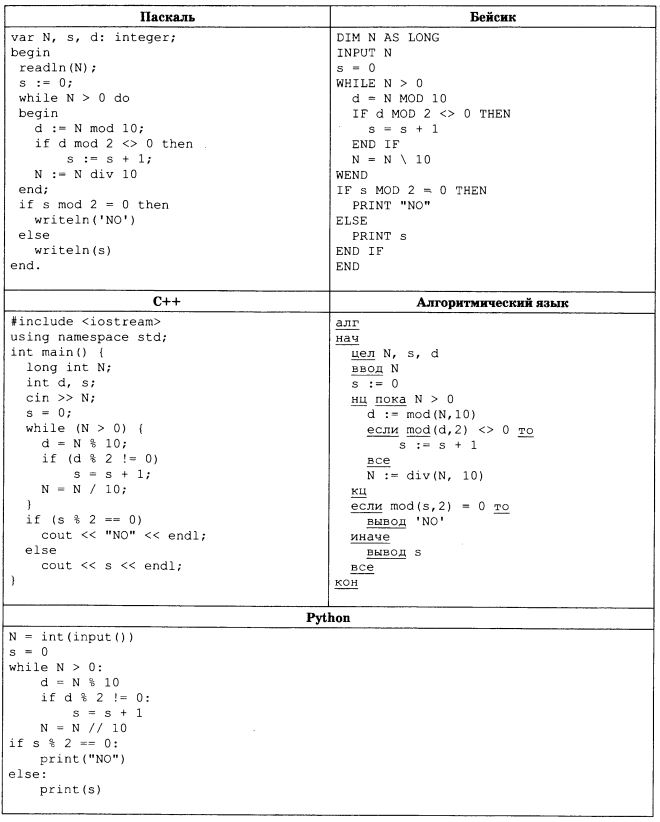 Паскаль
var N, s, d: integer;
begin
readln(N);
s := 0;
while N > 0 do
begin
d := N mod 10;
if d mod 2 <> 0 then
s := s + 1;
N := N div 10
end;
if s mod 2 = 0 then
writeln('NO')
else
writeln(s)
end.
Бейсик
DIM N AS LONG
INPUT N
s = 0
WHILE N > 0
d = N MOD 10
IF d MOD 2 <> 0 THEN
s = s + 1
END IF
N = N \ 10
WEND
IF s MOD 2 = 0 THEN
PRINT "NO"
ELSE
PRINT s
END IF
END
C++
#include <iostream>
using namespace std;
int main() {
long int N;
int d, s;
cin >> N;
s = 0;
while (N > 0) {
d = N % 10;
if (d % 2 != 0)
s = s + 1;
N = N / 10;
}
if (s % 2 == 0)
cout << "NO" << endl;
else
cout << s << endl;
}
Алгоритмический язык
алг
нач
цел N, s, d
ввод N
s := 0
нц пока N > 0
d := mod(N,10)
если mod(d,2) <> 0 то
s := s + 1
все
N := div(N, 10)
кц
если mod(s,2) = 0 то
вывод 'NO'
иначе
вывод s
все
кон
Python
N = int(input())
s = 0
while N > 0:
d = N % 10
if d % 2 != 0:
s = s + 1
N = N // 10
if s % 2 == 0:
print("NO")
else:
print(s)